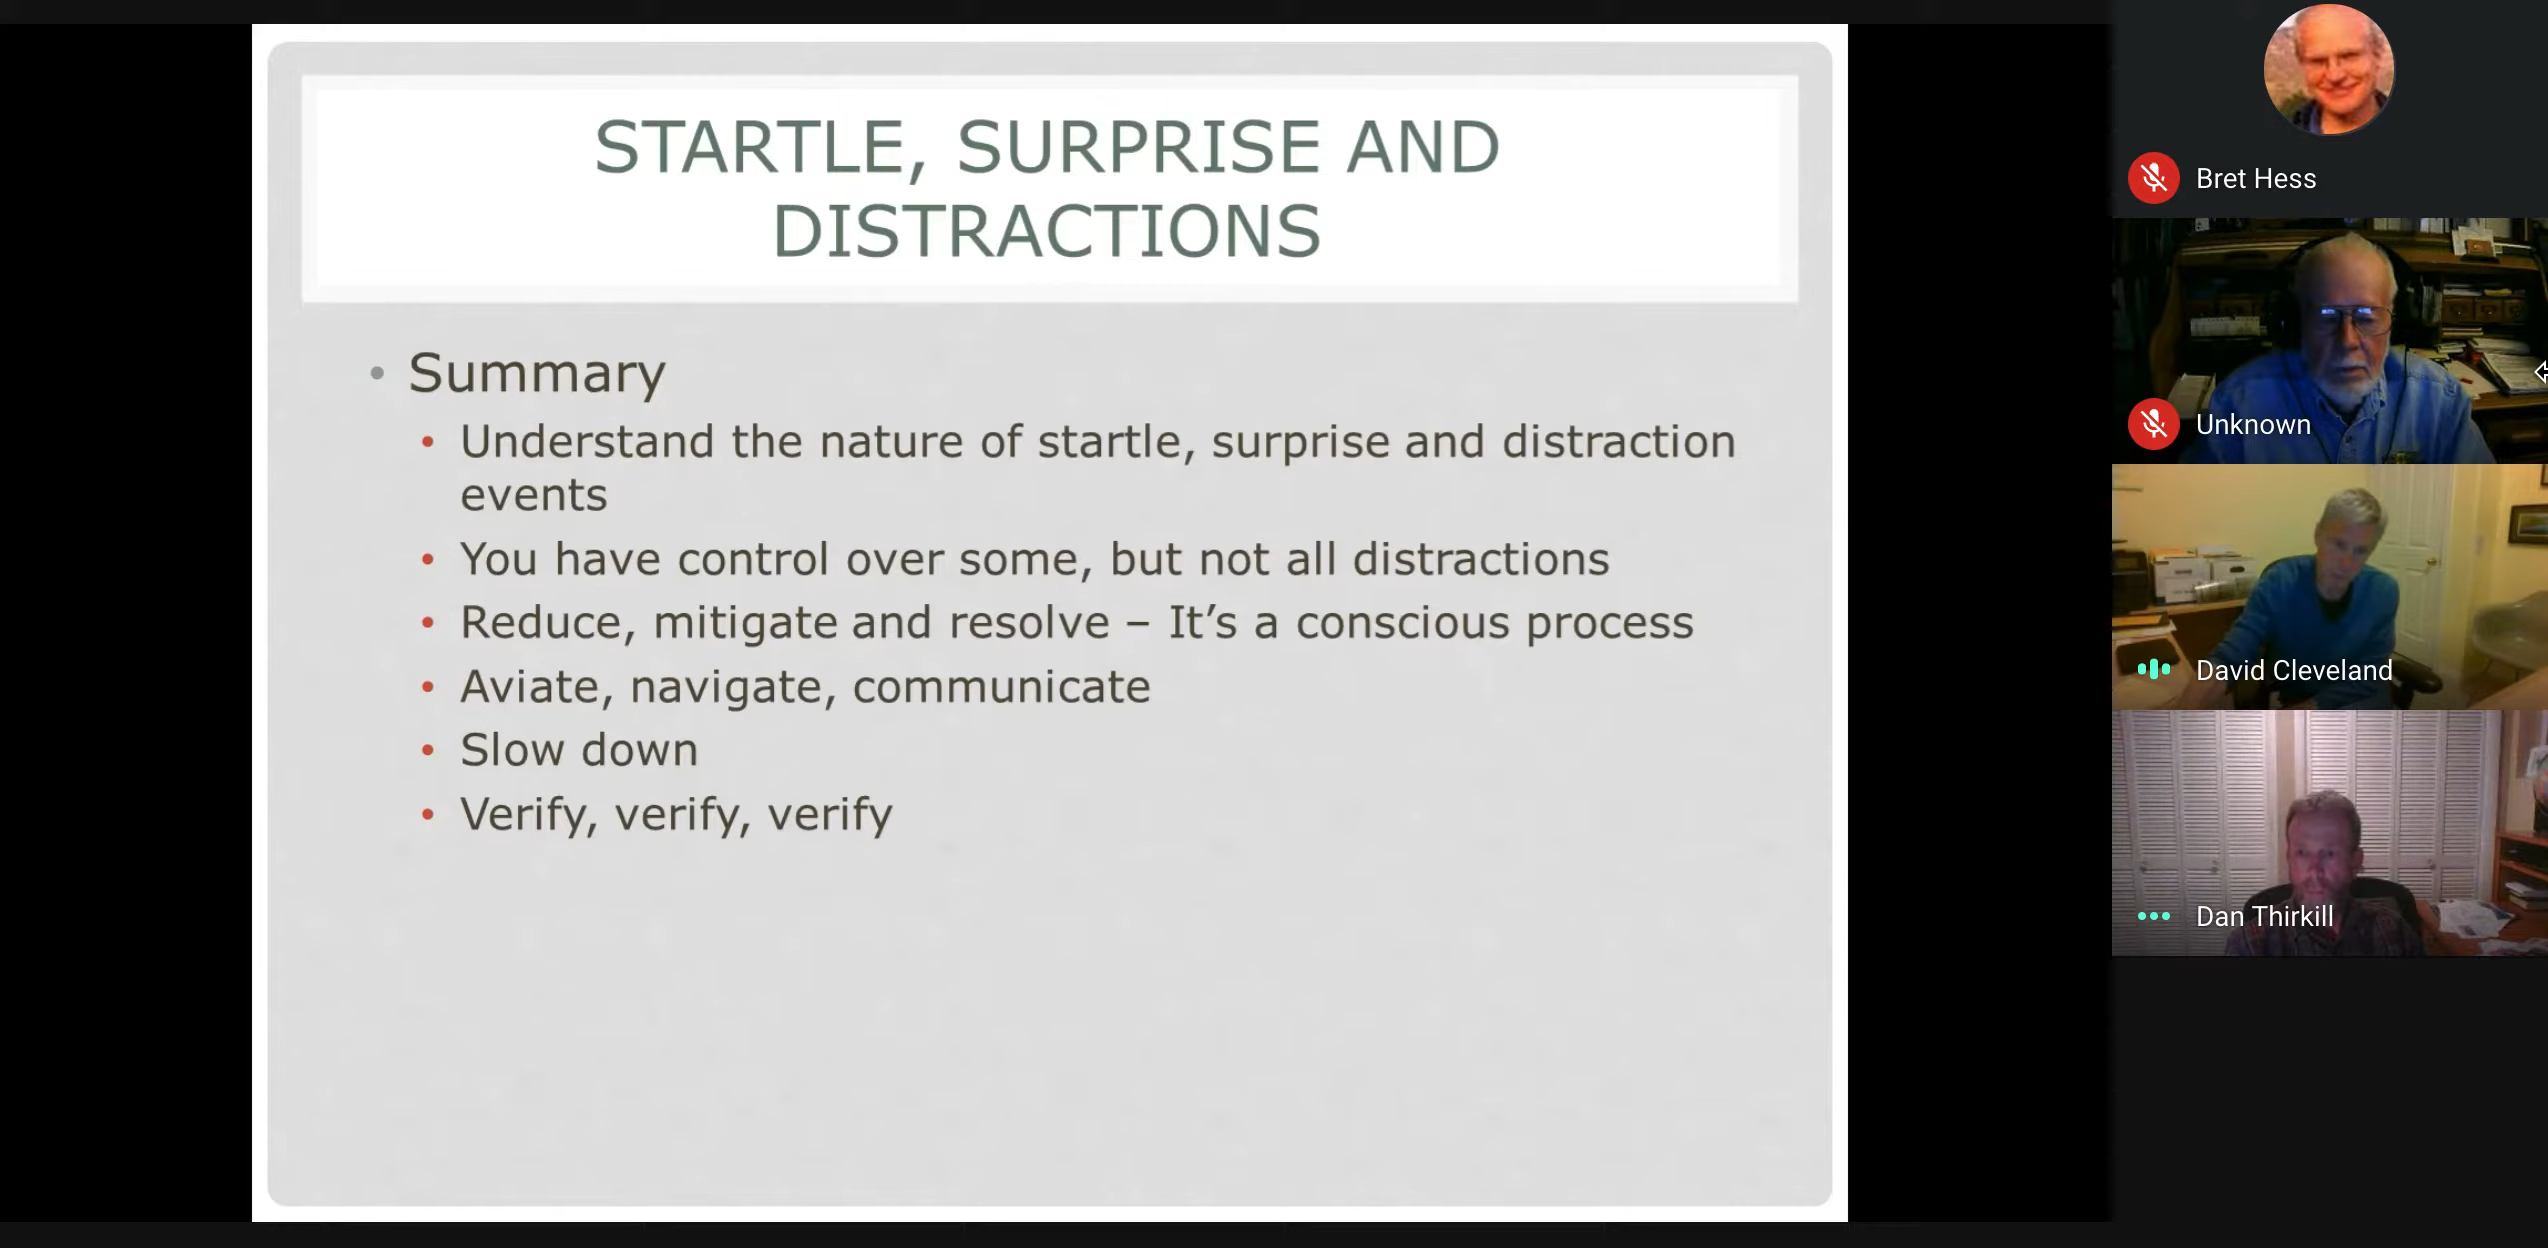 STARTLE, SURPRISE AND
DISTRACTIONS
• Summary
• Understand the nature of startle, surprise and distraction
events
• You have control over some, but not all distractions
• Reduce, mitigate and resolve – It’s a conscious process
• Aviate, navigate, communicate
• Slow down
• Verify, verify, verify
Bret Hess
Unknown
David Cleveland
Dan Thirkill